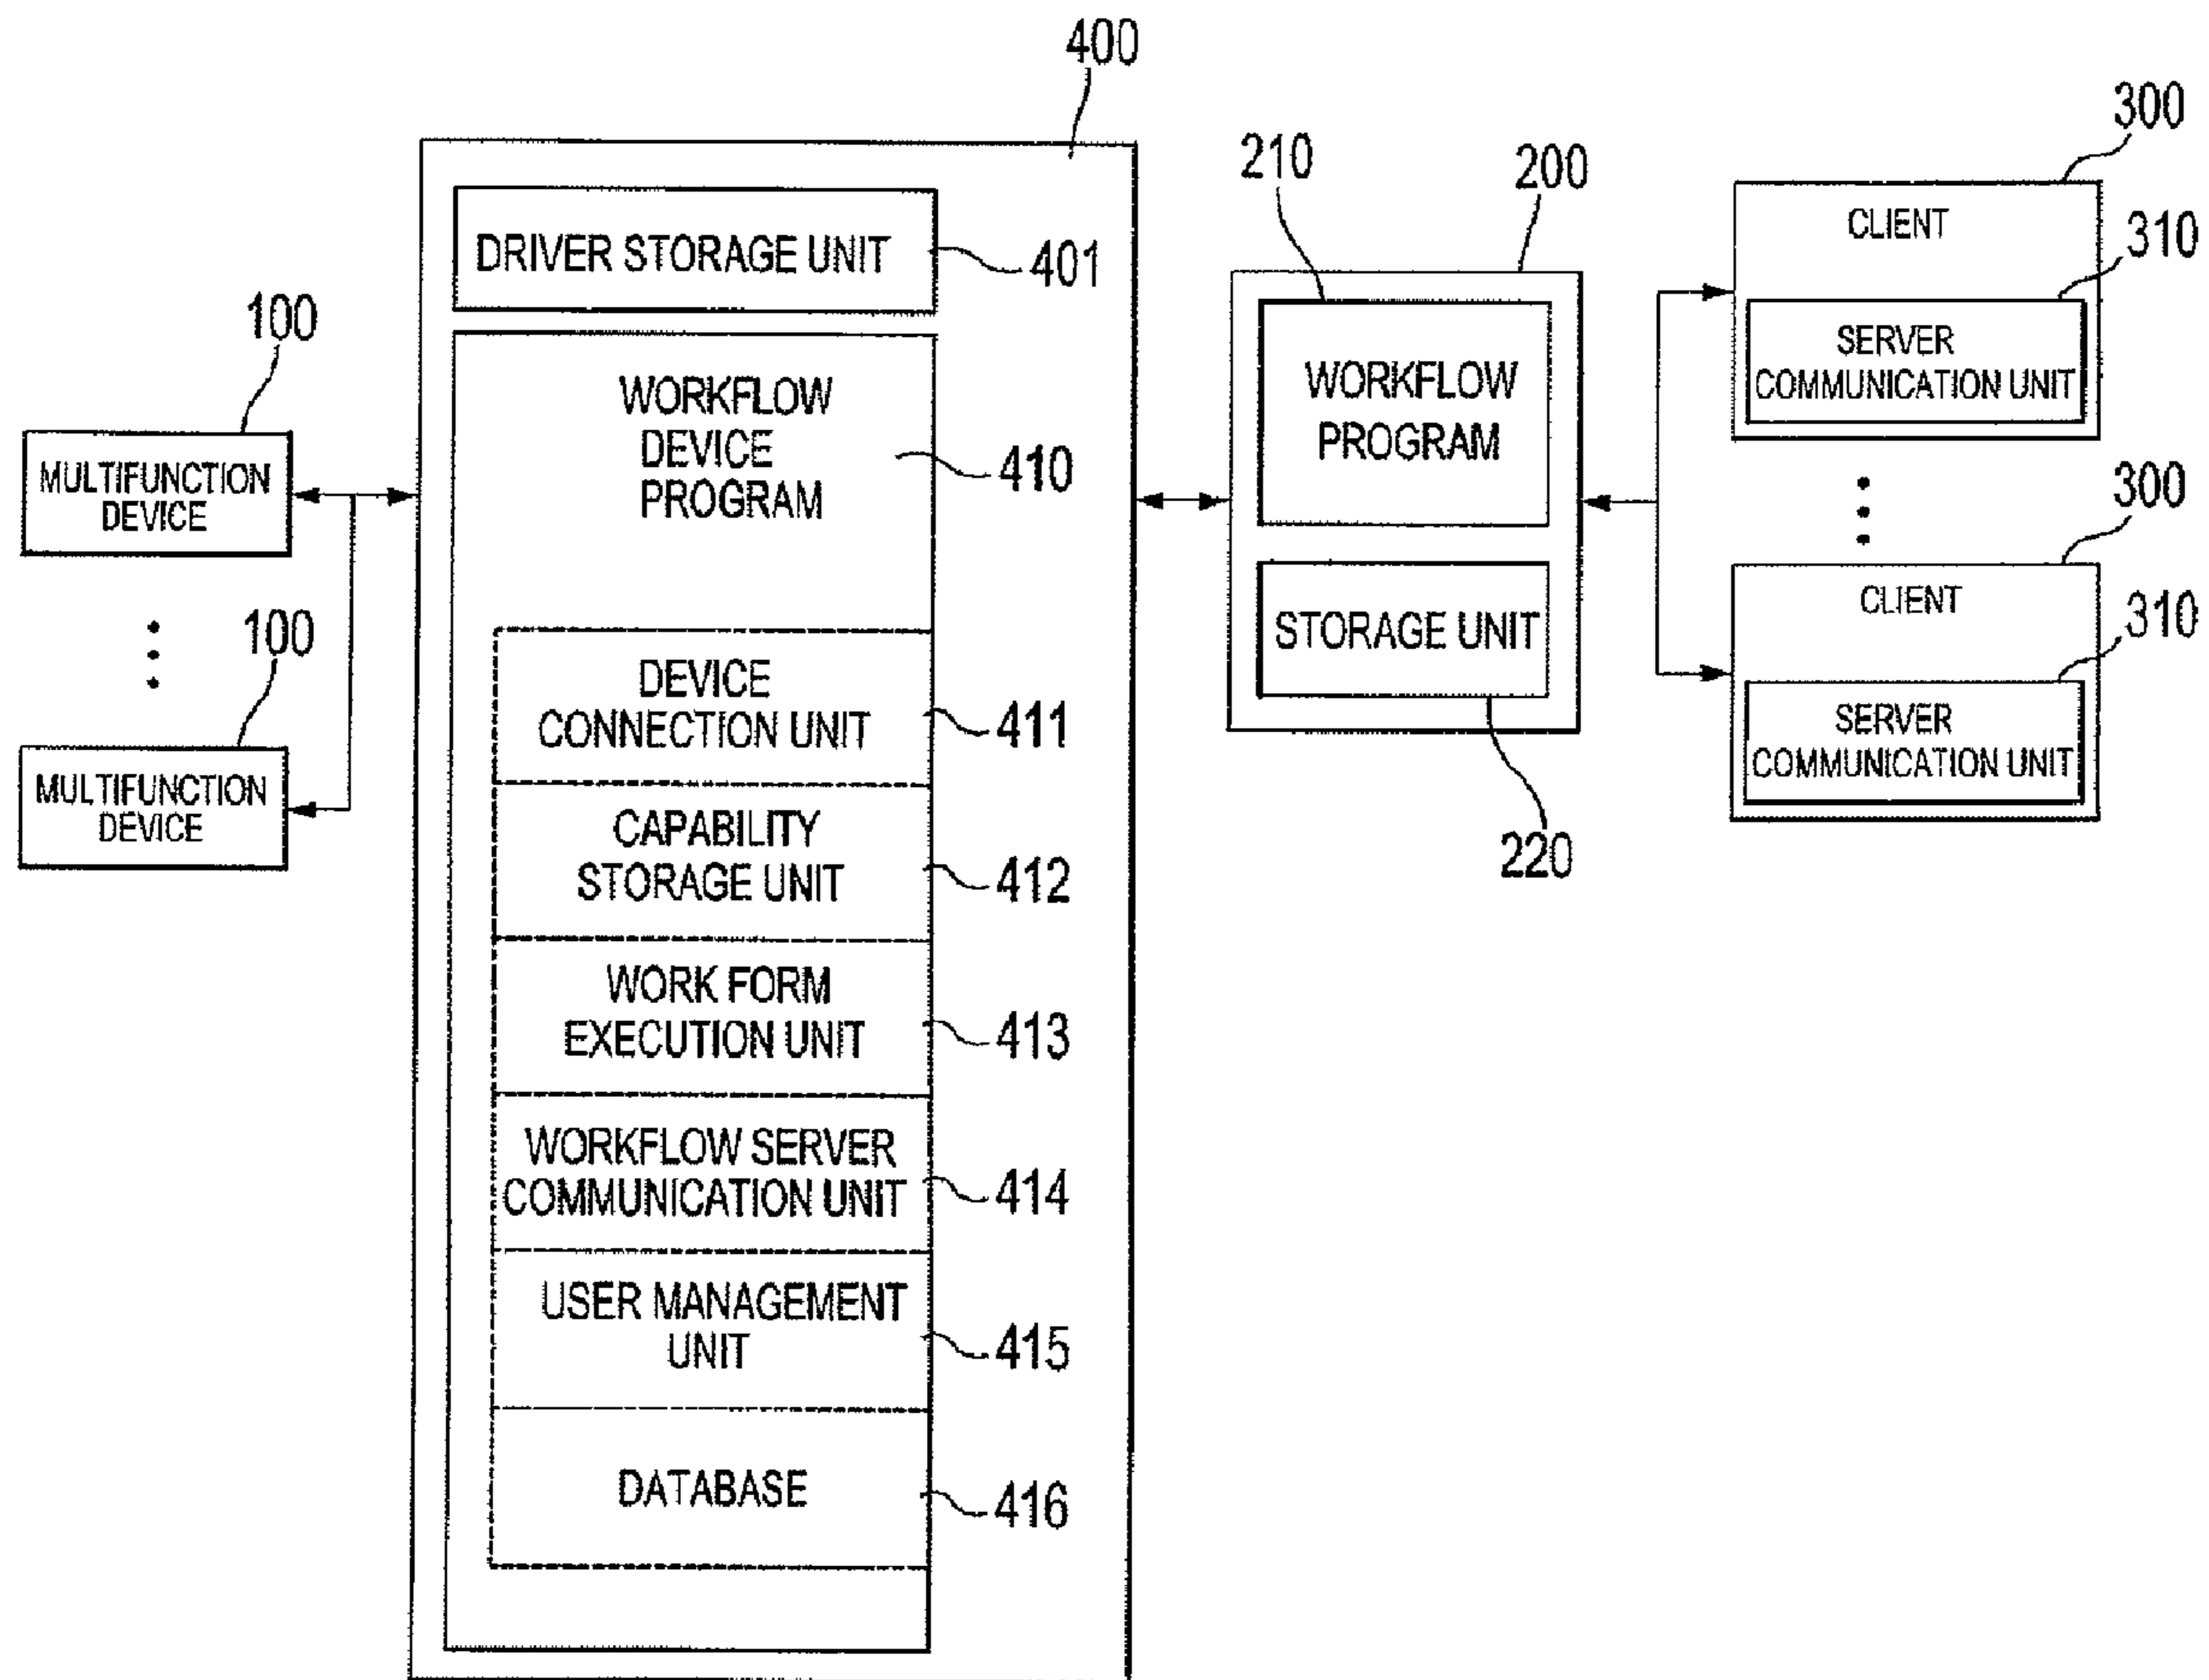 400
DRIVER STORAGE UNIT
401
WORKFLOW
DEVICE
PROGRAM
410
DEVICE
CONNECTION UNIT
411
CAPABILITY
STORAGE UNIT
412
WORK FORM
EXECUTION UNIT
413
WORKFLOW SERVER
COMMUNICATION UNIT
414
USER MANAGEMENT
UNIT
415
DATABASE
416
100
MULTIFUNCTION
DEVICE
100
MULTIFUNCTION
DEVICE
210
200
WORKFLOW
PROGRAM
STORAGE UNIT
220
300
CLIENT
310
SERVER
COMMUNICATION UNIT
300
CLIENT
310
SERVER
COMMUNICATION UNIT